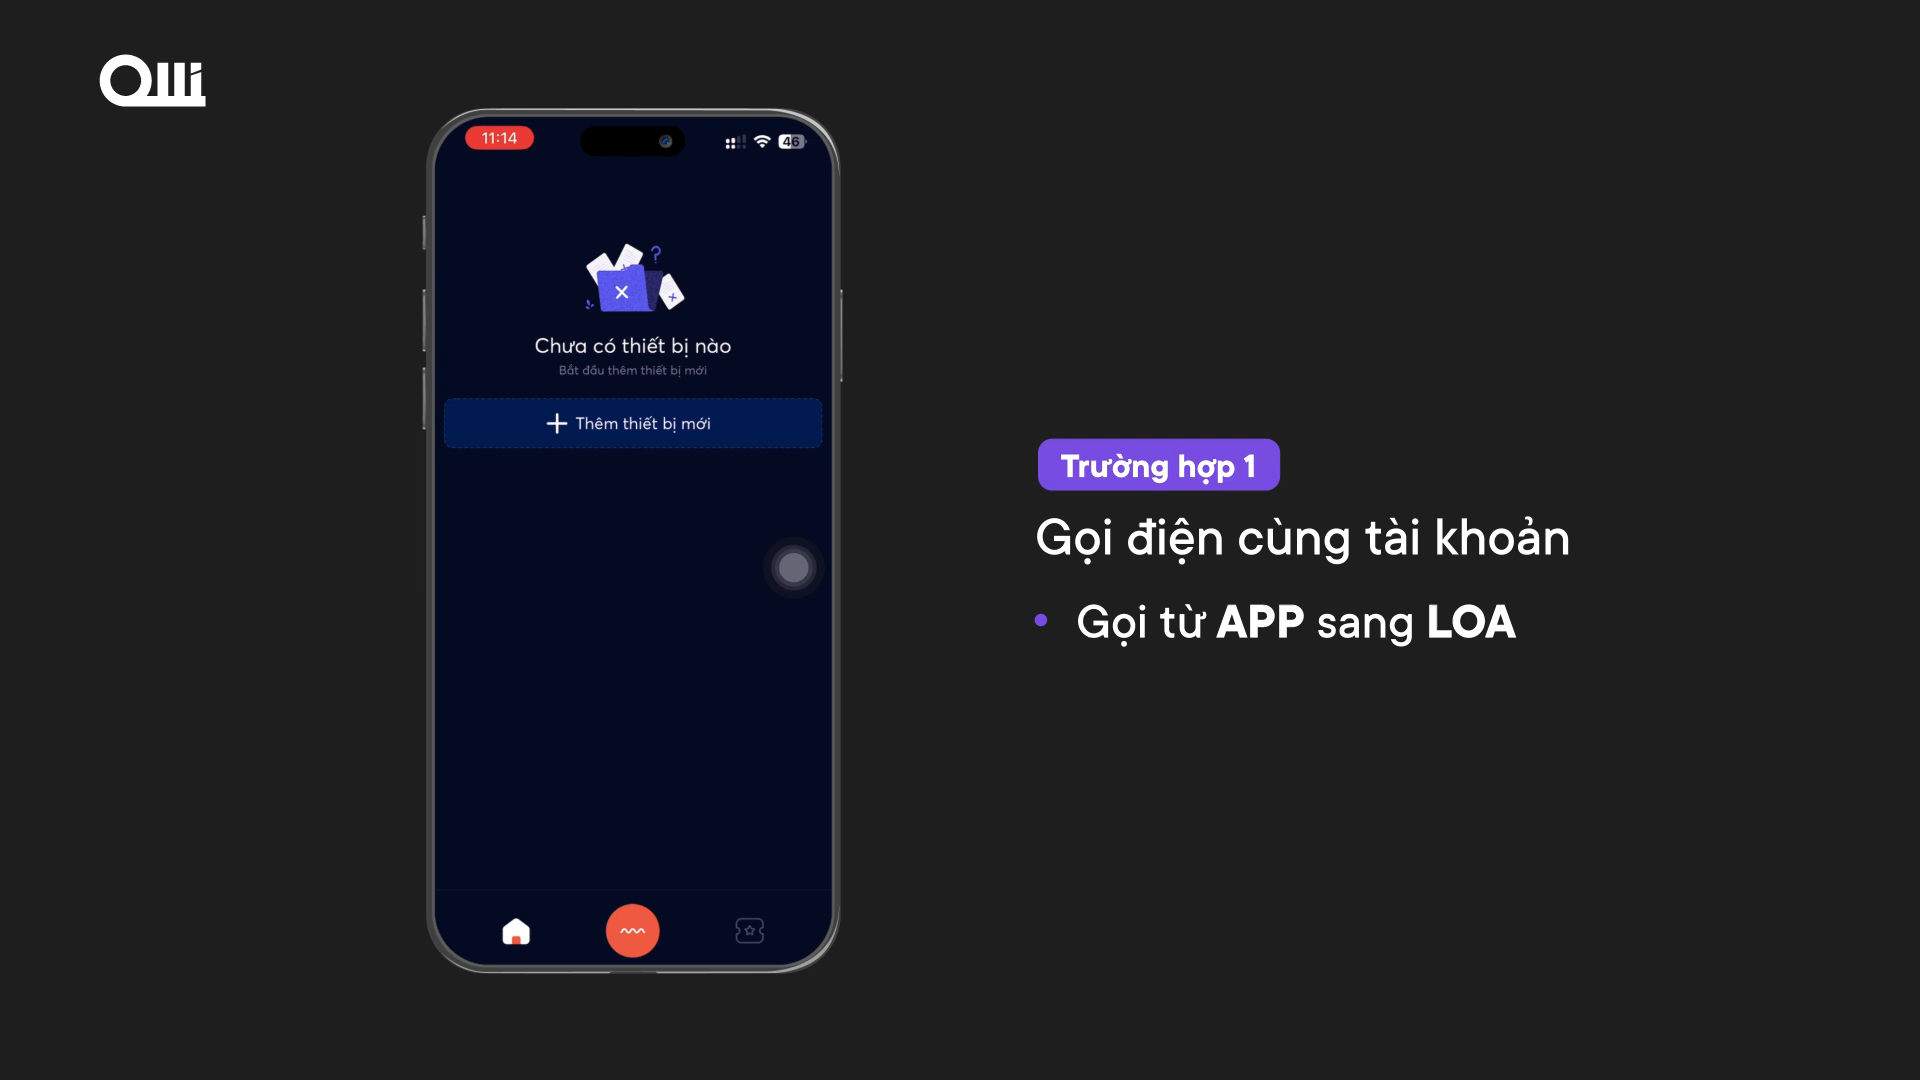 Olli
11:14
46
Chưa có thiết bị nào
Bắt đầu thêm thiết bị mới
Thêm thiết bị mới
Trường hợp 1
Gọi điện cùng tài khoản
• Gọi từ APP sang LOA